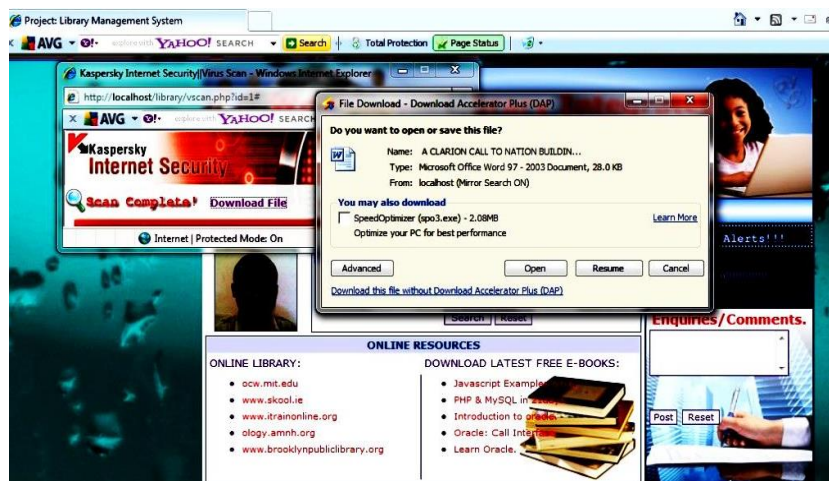 Project: Library Management System
AVG YAHOO! SEARCH Search Total Protection Page Status
Kaspersky Internet Security||Virus Scan - Windows Internet Explorer
http://localhost/library/vscan.php?id=1#
AVG YAHOO! SEARCH
Kaspersky
Internet Security
Scan Complete! Download File
Internet | Protected Mode: On
File Download - Download Accelerator Plus (DAP)
Do you want to open or save this file?
Name: A CLARION CALL TO NATION BUILDIN...
Type: Microsoft Office Word 97 - 2003 Document, 28.0 KB
From: localhost (Mirror Search ON)
You may also download
SpeedOptimizer (spo3.exe) - 2.08MB Learn More
Optimize your PC for best performance
Advanced Open Resume Cancel
Download this file without Download Accelerator Plus (DAP)
Alerts!!!
Search Reset
Enquiries/Comments.
Post Reset
ONLINE RESOURCES
ONLINE LIBRARY:
ocw.mit.edu
www.skool.ie
www.itrainonline.org
ology.amnh.org
www.brooklynpubliclibrary.org
DOWNLOAD LATEST FREE E-BOOKS:
Javascript Example
PHP & MySQL in
Introduction to oracle.
Oracle: Call Interface
Learn Oracle.